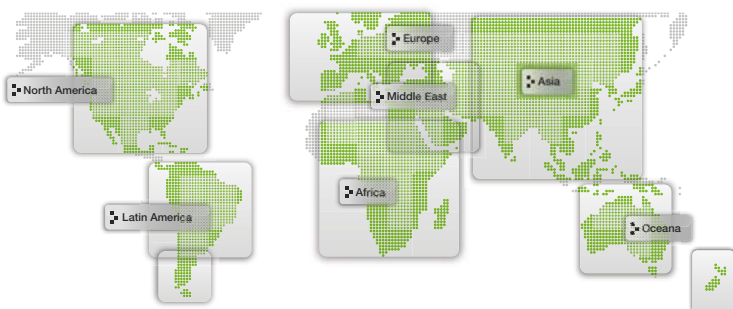 Europe
Asia
North America
Middle East
Africa
Latin America
Oceana